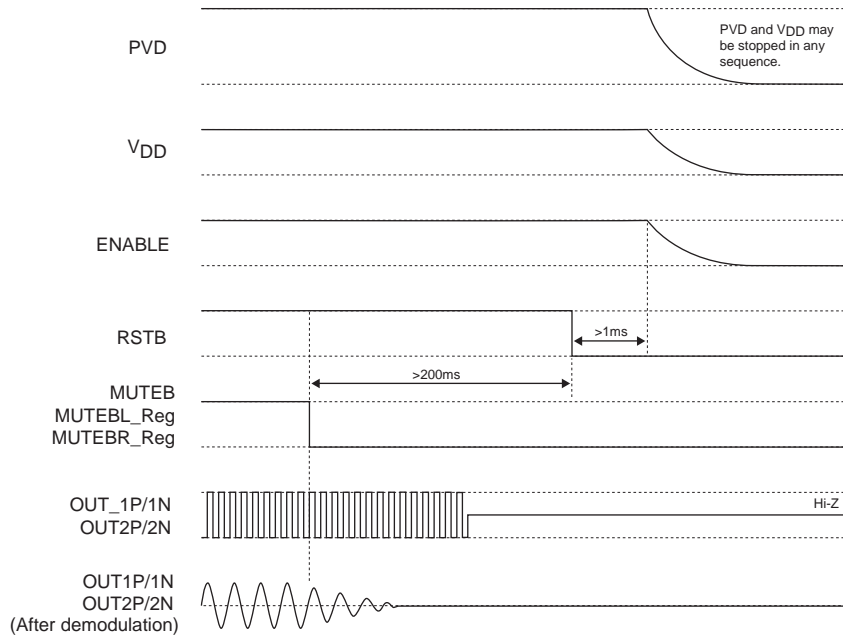 PVD
PVD and VDD may
be stopped in any
sequence.
VDD
ENABLE
RSTB
>1ms
>200ms
MUTEB
MUTEBL_Reg
MUTEBR_Reg
OUT_1P/1N
OUT2P/2N
Hi-Z
OUT1P/1N
OUT2P/2N
(After demodulation)